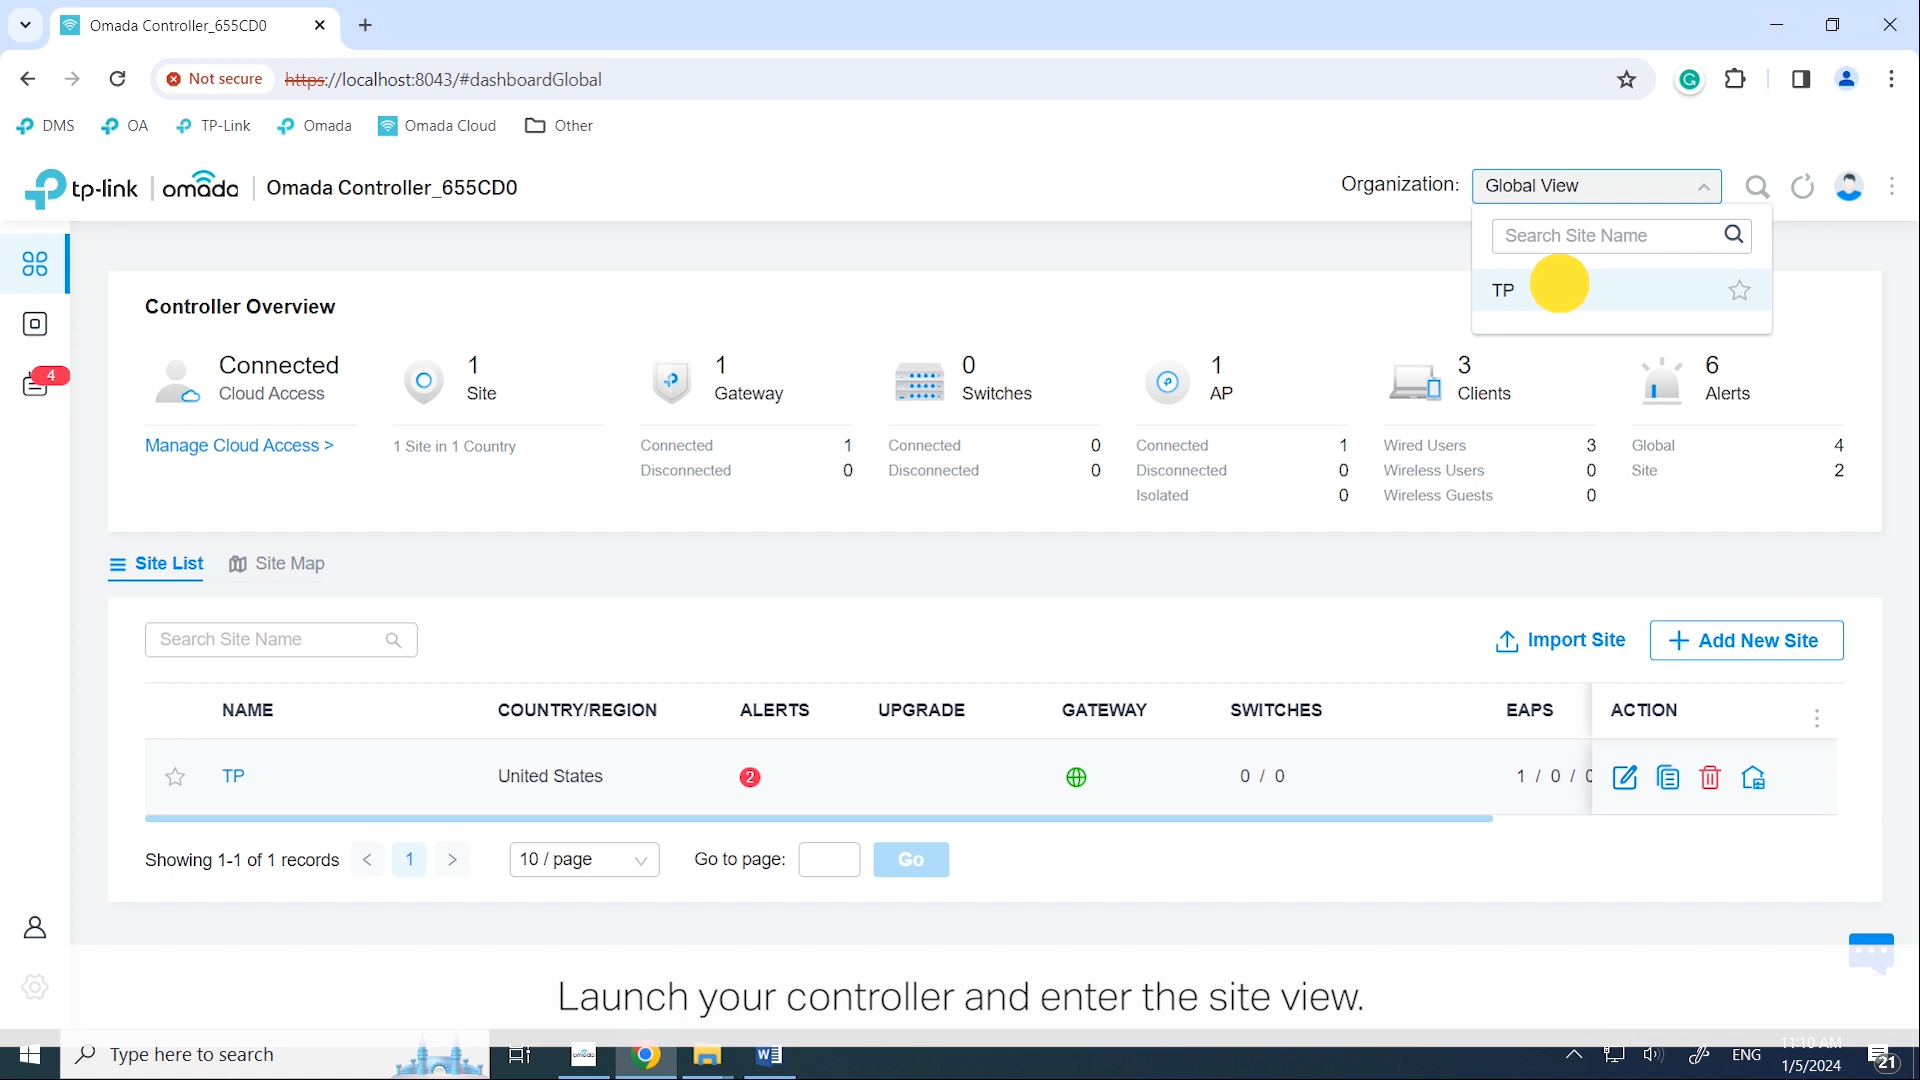 Omada Controller_655CD0
Not secure
https://localhost:8043/#dashboardGlobal
DMS
OA
TP-Link
Omada
Omada Cloud
Other
tp-link
omada
Omada Controller_655CD0
Organization:
Global View
Search Site Name
TP
Controller Overview
Connected
Cloud Access
Manage Cloud Access >
1
Site
1 Site in 1 Country
1
Gateway
Connected 1
Disconnected 0
0
Switches
Connected 0
Disconnected 0
1
AP
Connected 1
Disconnected 0
Isolated 0
3
Clients
Wired Users 3
Wireless Users 0
Wireless Guests 0
6
Alerts
Global 4
Site 2
4
Site List
Site Map
Search Site Name
Import Site
Add New Site
NAME COUNTRY/REGION ALERTS UPGRADE GATEWAY SWITCHES EAPS ACTION
TP United States 2 0 / 0 1 / 0 / 0
Showing 1-1 of 1 records < 1 > 10 / page Go to page: Go
Launch your controller and enter the site view.
Type here to search
omada
ENG
11:10 AM
1/5/2024
21